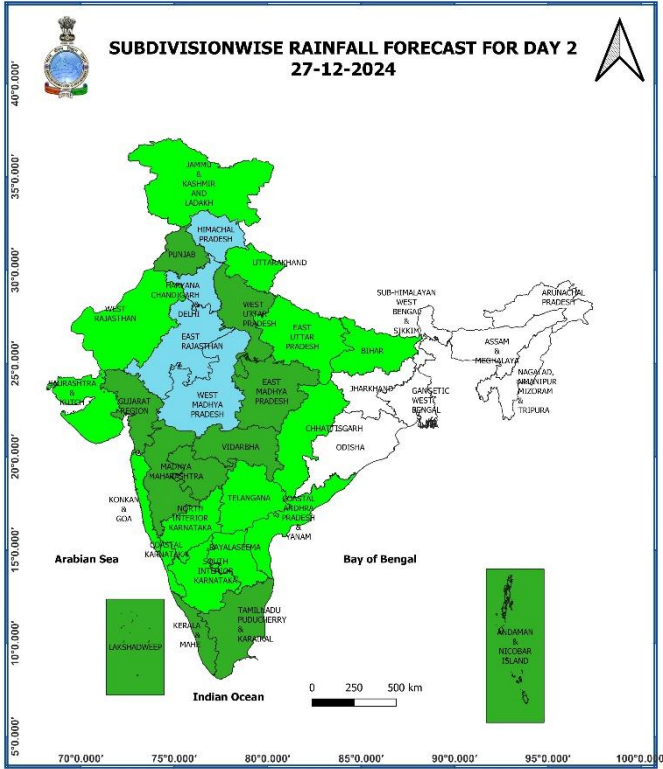 SUBDIVISIONWISE RAINFALL FORECAST FOR DAY 2
27-12-2024
40°0.000'
35°0.000'
30°0.000'
25°0.000'
20°0.000'
15°0.000'
10°0.000'
5°0.000'
JAMMU
&
KASHMIR
AND
LADAKH
HIMACHAL
PRADESH
PUNJAB
UTTARAKHAND
HARYANA
CHANDIGARH
DELHI
WEST
RAJASTHAN
WEST
UTTAR
PRADESH
EAST
RAJASTHAN
EAST
UTTAR
PRADESH
BIHAR
SUB-HIMALAYAN
WEST
BENGAL
&
SIKKIM
ARUNACHAL
PRADESH
ASSAM
&
MEGHALAYA
MIZORAM
&
TRIPURA
SAURASHTRA
&
KUTCH
GUJARAT
REGION
WEST
MADHYA
PRADESH
EAST
MADHYA
PRADESH
JHARKHAND
GANGETIC
WEST
BENGAL
CHHATTISGARH
ODISHA
VIDARBHA
MADHYA
MAHARASHTRA
KONKAN
&
GOA
TELANGANA
COASTAL
ANDHRA
PRADESH
&
YANAM
NORTH
INTERIOR
KARNATAKA
COASTAL
KARNATAKA
RAYALASEEMA
SOUTH
INTERIOR
KARNATAKA
Arabian Sea
Bay of Bengal
LAKSHADWEEP
KERALA
&
MAHE
PUDUCHERRY
&
KARAIKAL
ANDAMAN
&
NICOBAR
ISLAND
Indian Ocean
0 250 500 km
70°0.000' 75°0.000' 80°0.000' 85°0.000' 90°0.000' 95°0.000' 100°0.000'